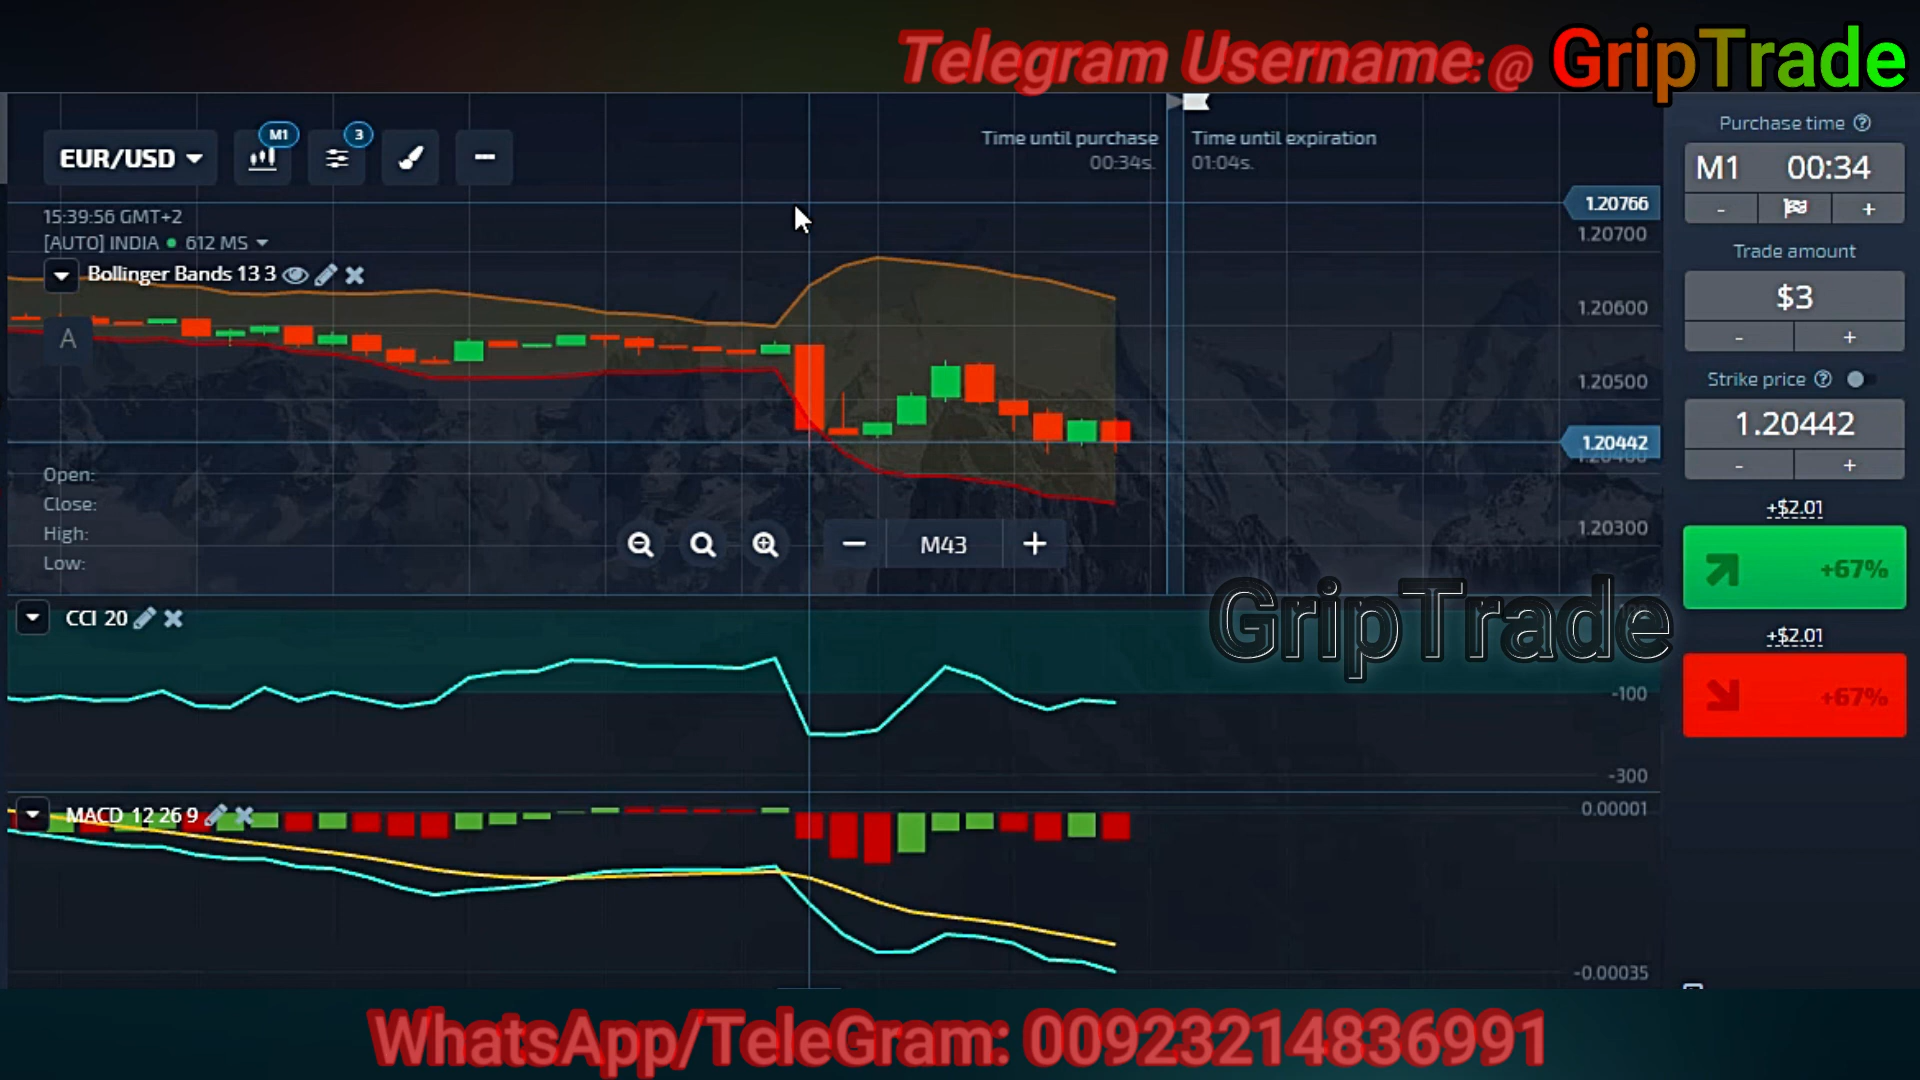 Telegram Username:@ GripTrade
EUR/USD
M1
3
Time until purchase
00:34s.
Time until expiration
01:04s.
15:39:56 GMT+2
[AUTO] INDIA 612 MS
Bollinger Bands 13 3
A
Open:
Close:
High:
Low:
M43
1.20766
1.20700
1.20600
1.20500
1.20442
1.20400
1.20300
Purchase time ?
M1 00:34
- +
Trade amount
$3
- +
Strike price ?
1.20442
- +
+$2.01
+67%
+$2.01
+67%
GripTrade
CCI 20
-100
-300
MACD 12 26 9
0.00001
-0.00035
WhatsApp/TeleGram: 00923214836991